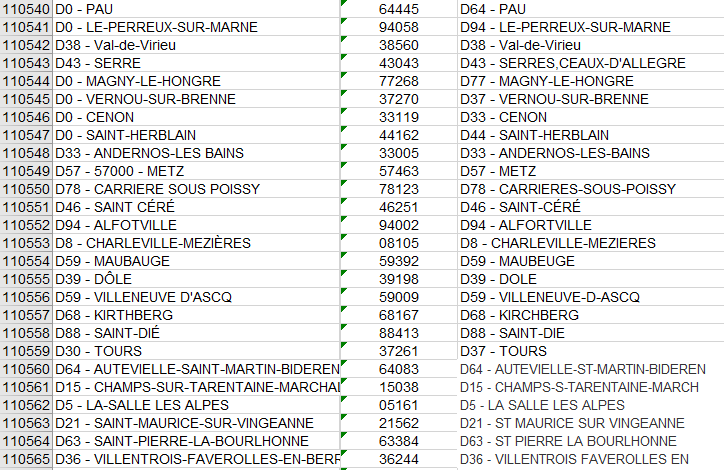 110540 D0 - PAU 64445 D64 - PAU
110541 D0 - LE-PERREUX-SUR-MARNE 94058 D94 - LE-PERREUX-SUR-MARNE
110542 D38 - Val-de-Virieu 38560 D38 - Val-de-Virieu
110543 D43 - SERRE 43043 D43 - SERRES,CEAUX-D'ALLEGRE
110544 D0 - MAGNY-LE-HONGRE 77268 D77 - MAGNY-LE-HONGRE
110545 D0 - VERNOU-SUR-BRENNE 37270 D37 - VERNOU-SUR-BRENNE
110546 D0 - CENON 33119 D33 - CENON
110547 D0 - SAINT-HERBLAIN 44162 D44 - SAINT-HERBLAIN
110548 D33 - ANDERNOS-LES BAINS 33005 D33 - ANDERNOS-LES-BAINS
110549 D57 - 57000 - METZ 57463 D57 - METZ
110550 D78 - CARRIERE SOUS POISSY 78123 D78 - CARRIERES-SOUS-POISSY
110551 D46 - SAINT CÉRÉ 46251 D46 - SAINT-CÉRÉ
110552 D94 - ALFOTVILLE 94002 D94 - ALFORTVILLE
110553 D8 - CHARLEVILLE-MEZIÈRES 08105 D8 - CHARLEVILLE-MEZIERES
110554 D59 - MAUBAUGE 59392 D59 - MAUBEUGE
110555 D39 - DÔLE 39198 D39 - DOLE
110556 D59 - VILLENEUVE D'ASCQ 59009 D59 - VILLENEUVE-D-ASCQ
110557 D68 - KIRTHBERG 68167 D68 - KIRCHBERG
110558 D88 - SAINT-DIÉ 88413 D88 - SAINT-DIE
110559 D30 - TOURS 37261 D37 - TOURS
110560 D64 - AUTEVIELLE-SAINT-MARTIN-BIDEREN 64083 D64 - AUTEVIELLE-ST-MARTIN-BIDEREN
110561 D15 - CHAMPS-SUR-TARENTAINE-MARCHAL 15038 D15 - CHAMPS-S-TARENTAINE-MARCH
110562 D5 - LA-SALLE LES ALPES 05161 D5 - LA SALLE LES ALPES
110563 D21 - SAINT-MAURICE-SUR-VINGEANNE 21562 D21 - ST MAURICE SUR VINGEANNE
110564 D63 - SAINT-PIERRE-LA-BOURLHONNE 63384 D63 - ST PIERRE LA BOURLHONNE
110565 D36 - VILLENTROIS-FAVEROLLES-EN-BERR 36244 D36 - VILLENTROIS FAVEROLLES EN